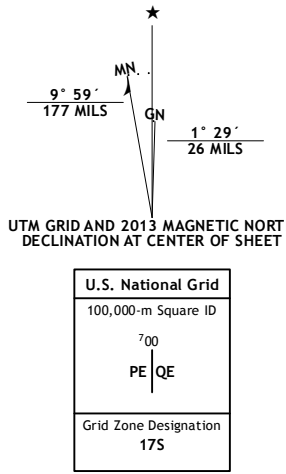 ★
MN
GN
9° 59´
177 MILS
1° 29´
26 MILS
UTM GRID AND 2013 MAGNETIC NORT
DECLINATION AT CENTER OF SHEET
U.S. National Grid
100,000-m Square ID
700
PE QE
Grid Zone Designation
17S